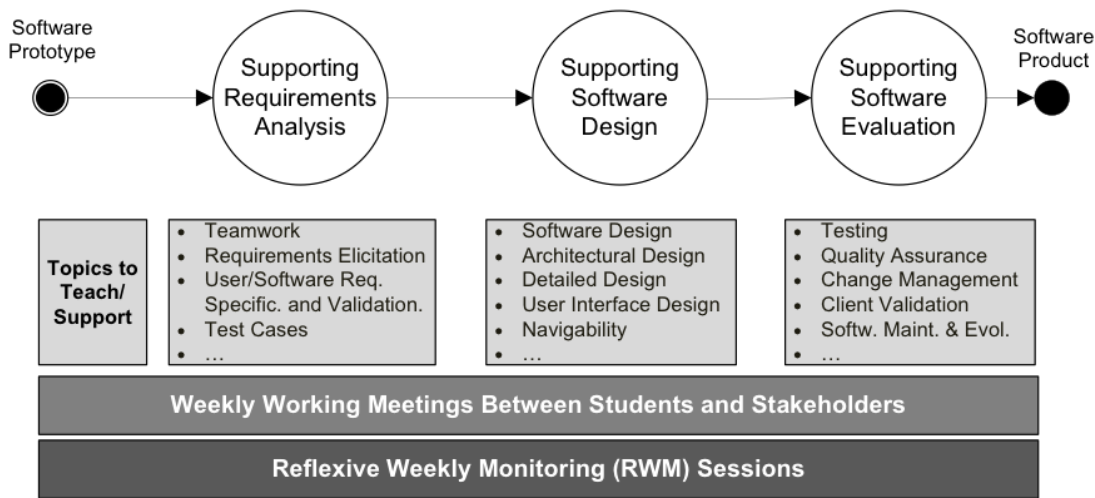 Software
Prototype
Supporting
Requirements
Analysis
Supporting
Software
Design
Supporting
Software
Evaluation
Software
Product
Topics to
Teach/
Support
• Teamwork
• Requirements Elicitation
• User/Software Req.
Specific. and Validation.
• Test Cases
• ...
• Software Design
• Architectural Design
• Detailed Design
• User Interface Design
• Navigability
• ...
• Testing
• Quality Assurance
• Change Management
• Client Validation
• Softw. Maint. & Evol.
• ...
Weekly Working Meetings Between Students and Stakeholders
Reflexive Weekly Monitoring (RWM) Sessions